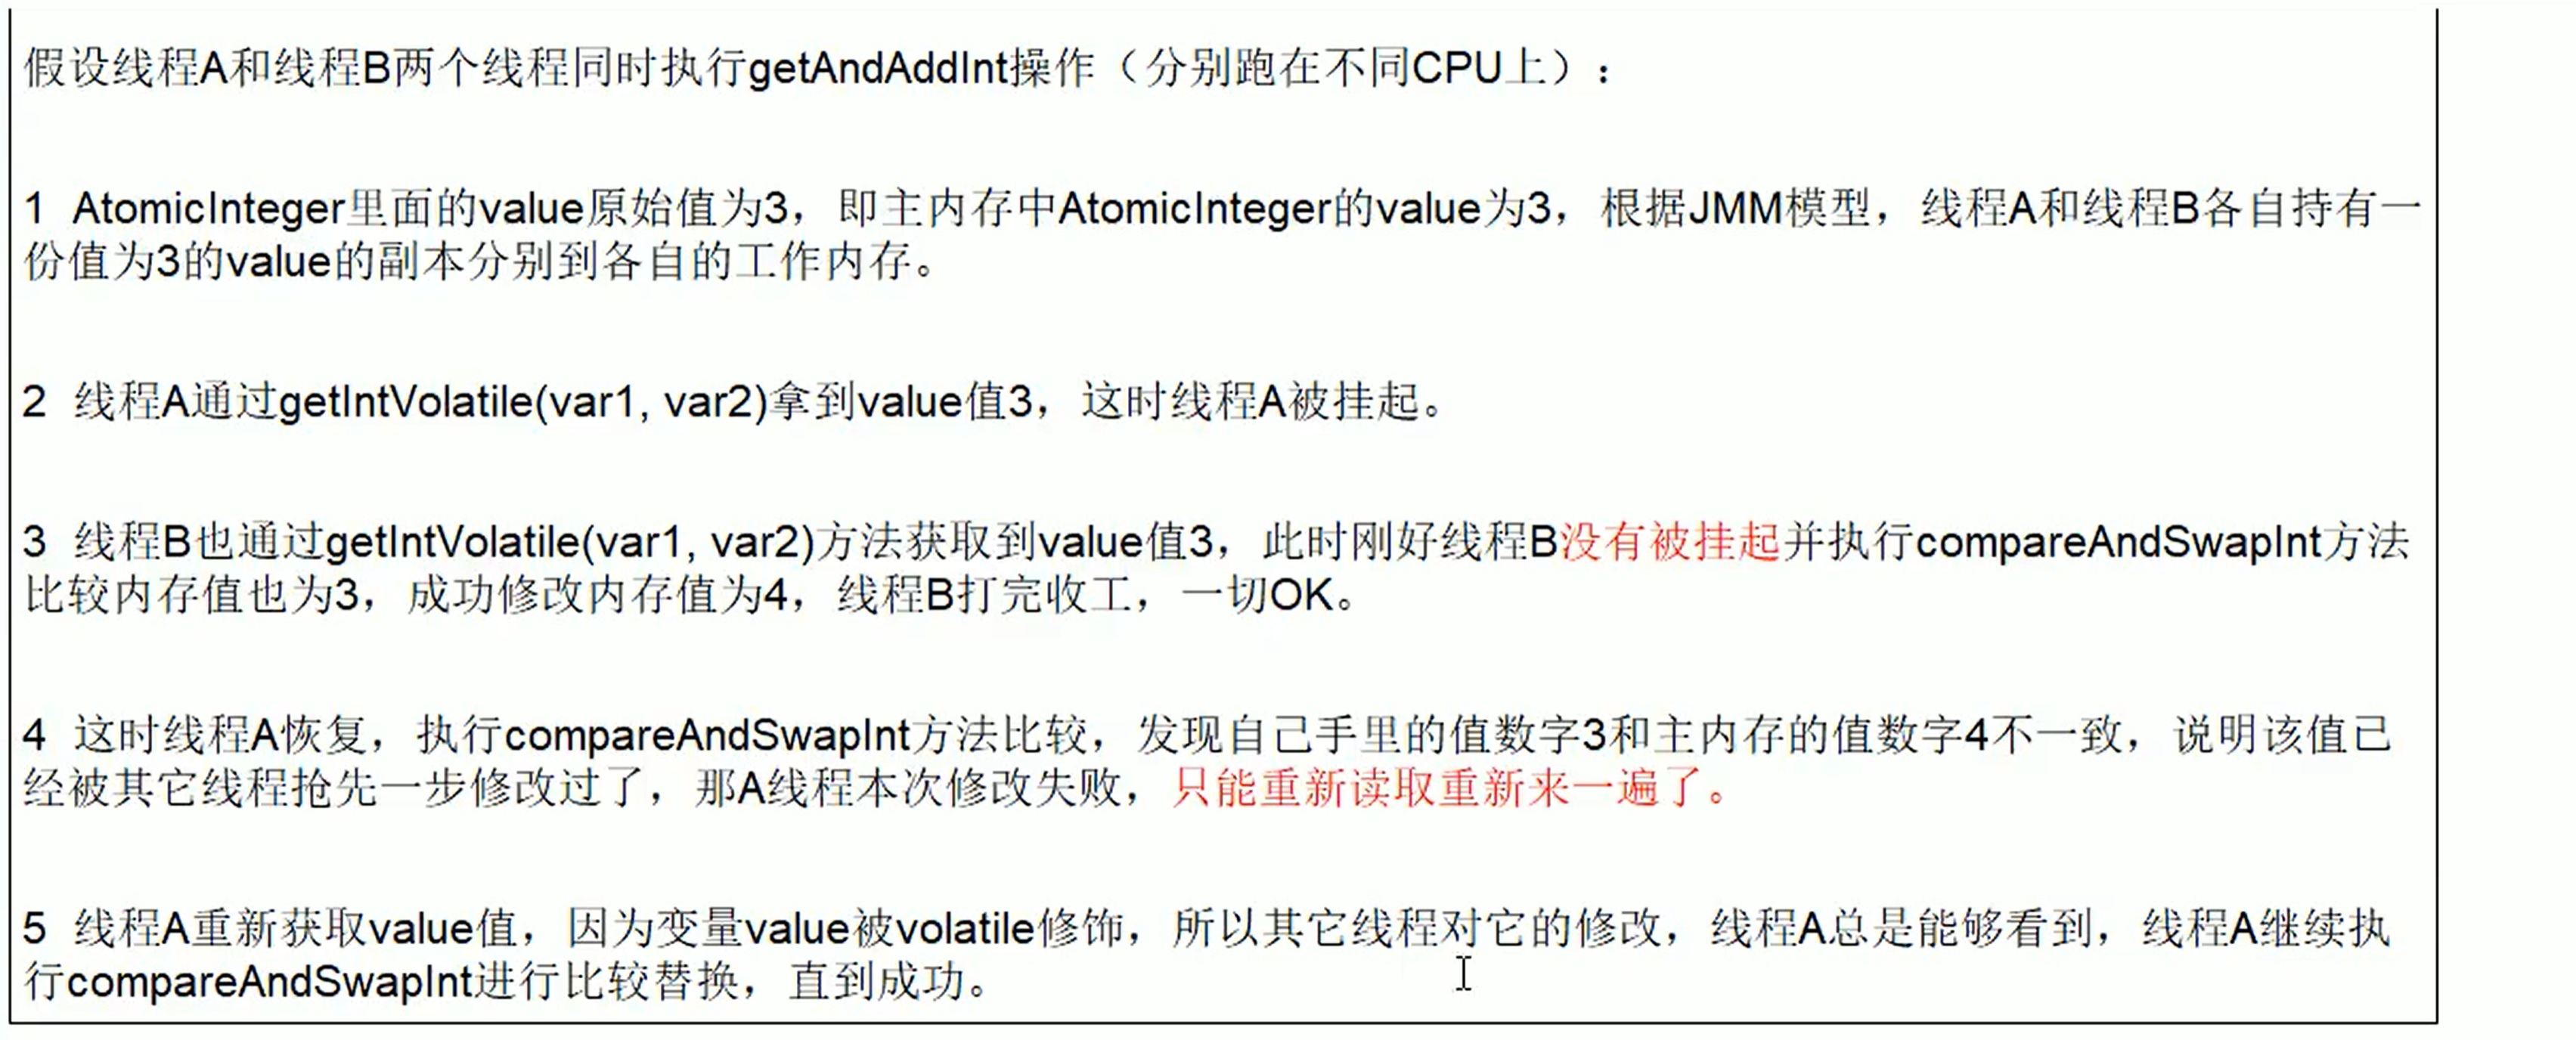 假设线程A和线程B两个线程同时执行getAndAddInt操作（分别跑在不同CPU上）：
1 AtomicInteger里面的value原始值为3，即主内存中AtomicInteger的value为3，根据JMM模型，线程A和线程B各自持有一
份值为3的value的副本分别到各自的工作内存。
2 线程A通过getIntVolatile(var1, var2)拿到value值3，这时线程A被挂起。
3 线程B也通过getIntVolatile(var1, var2)方法获取到value值3，此时刚好线程B没有被挂起并执行compareAndSwapInt方法
比较内存值也为3，成功修改内存值为4，线程B打完收工，一切OK。
4 这时线程A恢复，执行compareAndSwapInt方法比较，发现自己手里的值数字3和主内存的值数字4不一致，说明该值已
经被其它线程抢先一步修改过了，那A线程本次修改失败，只能重新读取重新来一遍了。
5 线程A重新获取value值，因为变量value被volatile修饰，所以其它线程对它的修改，线程A总是能够看到，线程A继续执
行compareAndSwapInt进行比较替换，直到成功。